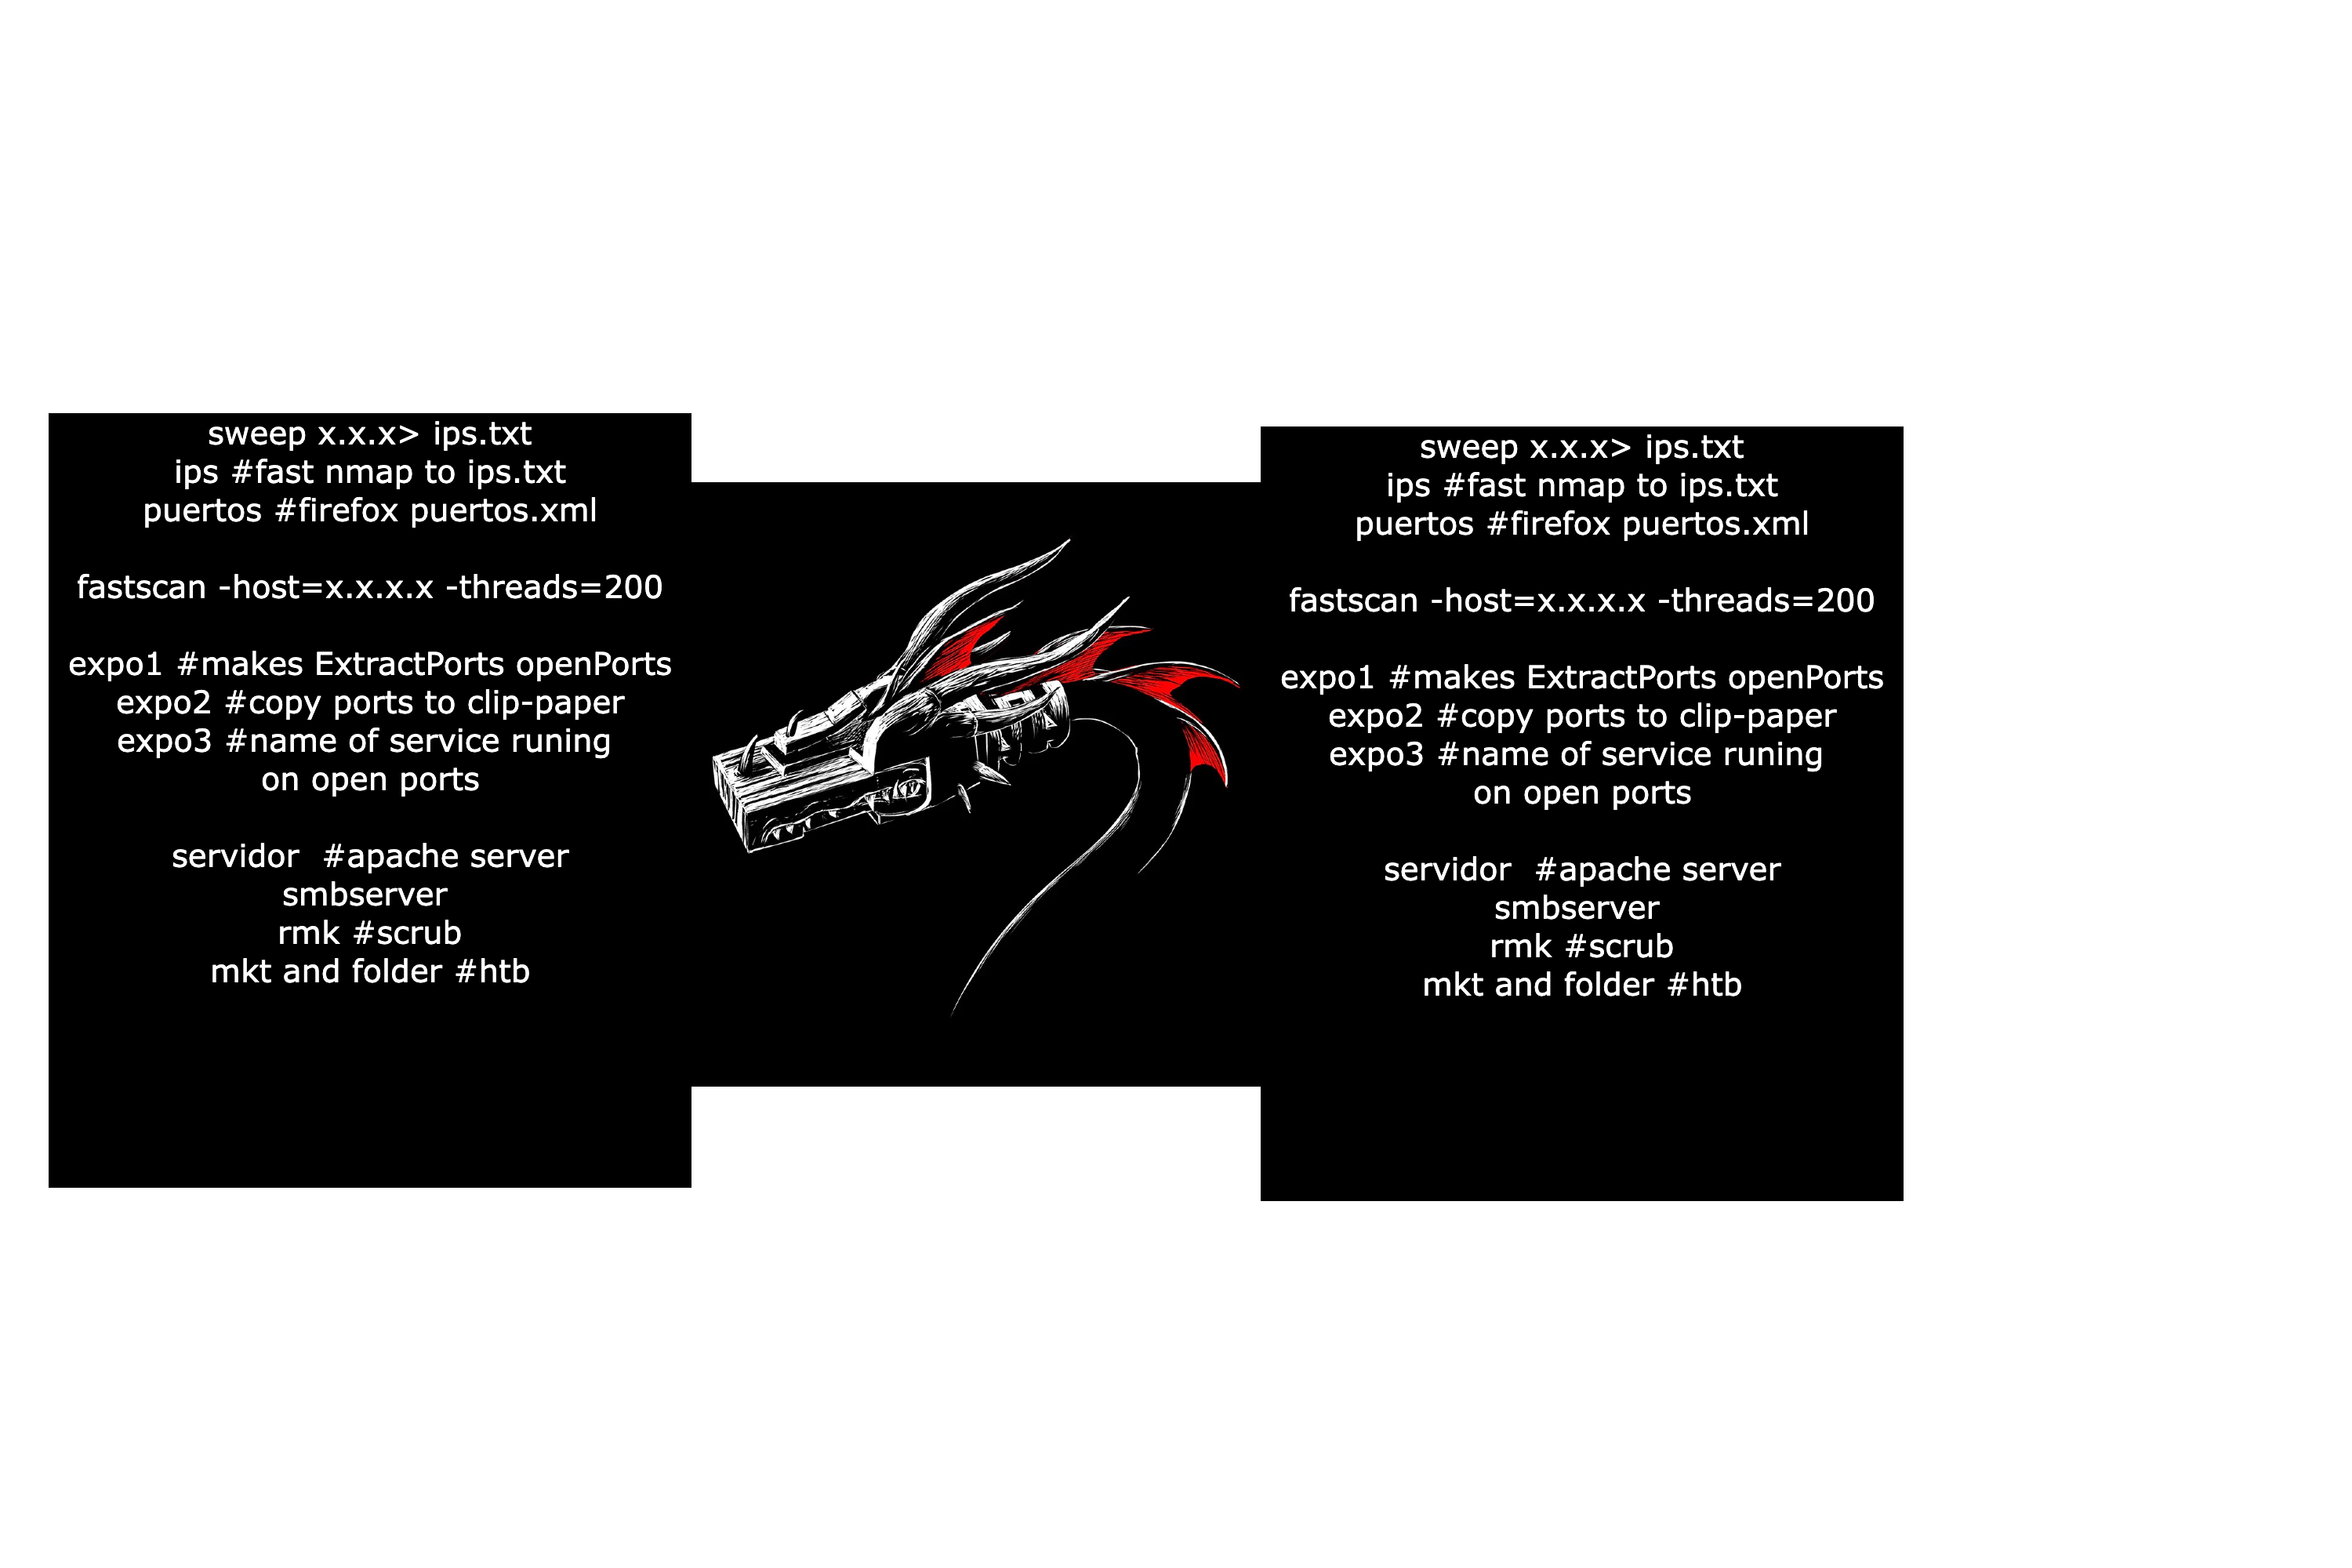 sweep x.x.x> ips.txt
ips #fast nmap to ips.txt
puertos #firefox puertos.xml
fastscan -host=x.x.x.x -threads=200
expo1 #makes ExtractPorts openPorts
expo2 #copy ports to clip-paper
expo3 #name of service runing
on open ports
servidor  #apache server
smbserver
rmk #scrub
mkt and folder #htb
sweep x.x.x> ips.txt
ips #fast nmap to ips.txt
puertos #firefox puertos.xml
fastscan -host=x.x.x.x -threads=200
expo1 #makes ExtractPorts openPorts
expo2 #copy ports to clip-paper
expo3 #name of service runing
on open ports
servidor  #apache server
smbserver
rmk #scrub
mkt and folder #htb